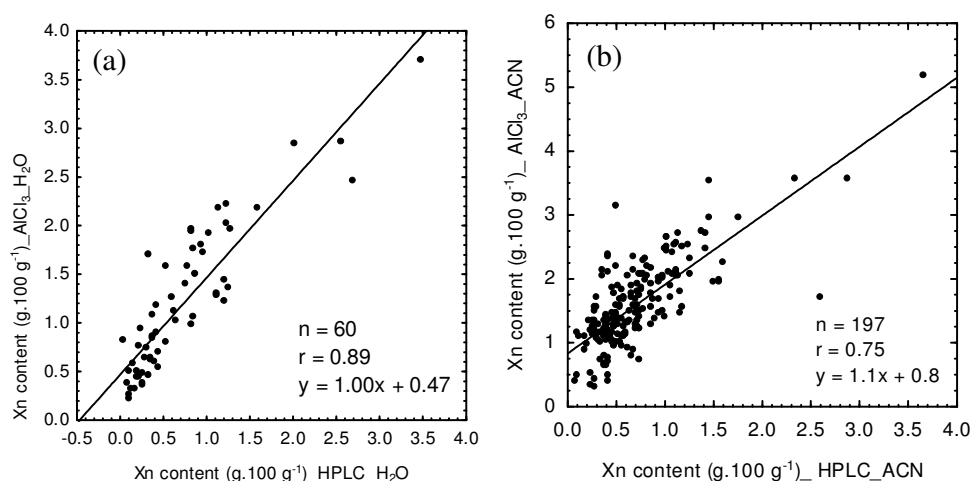 (a)
4.0
3.5
3.0
2.5
2.0
1.5
1.0
0.5
0.0
Xn content (g.100 g⁻¹)_AlCl₃_H₂O
n = 60
r = 0.89
y = 1.00x + 0.47
-0.5 0.0 0.5 1.0 1.5 2.0 2.5 3.0 3.5 4.0
Xn content (g.100 g⁻¹) HPLC H₂O
(b)
6
5
4
3
2
1
0
Xn content (g.100 g⁻¹)_ AlCl₃_ACN
n = 197
r = 0.75
y = 1.1x + 0.8
0.0 0.5 1.0 1.5 2.0 2.5 3.0 3.5 4.0
Xn content (g.100 g⁻¹)_ HPLC_ACN